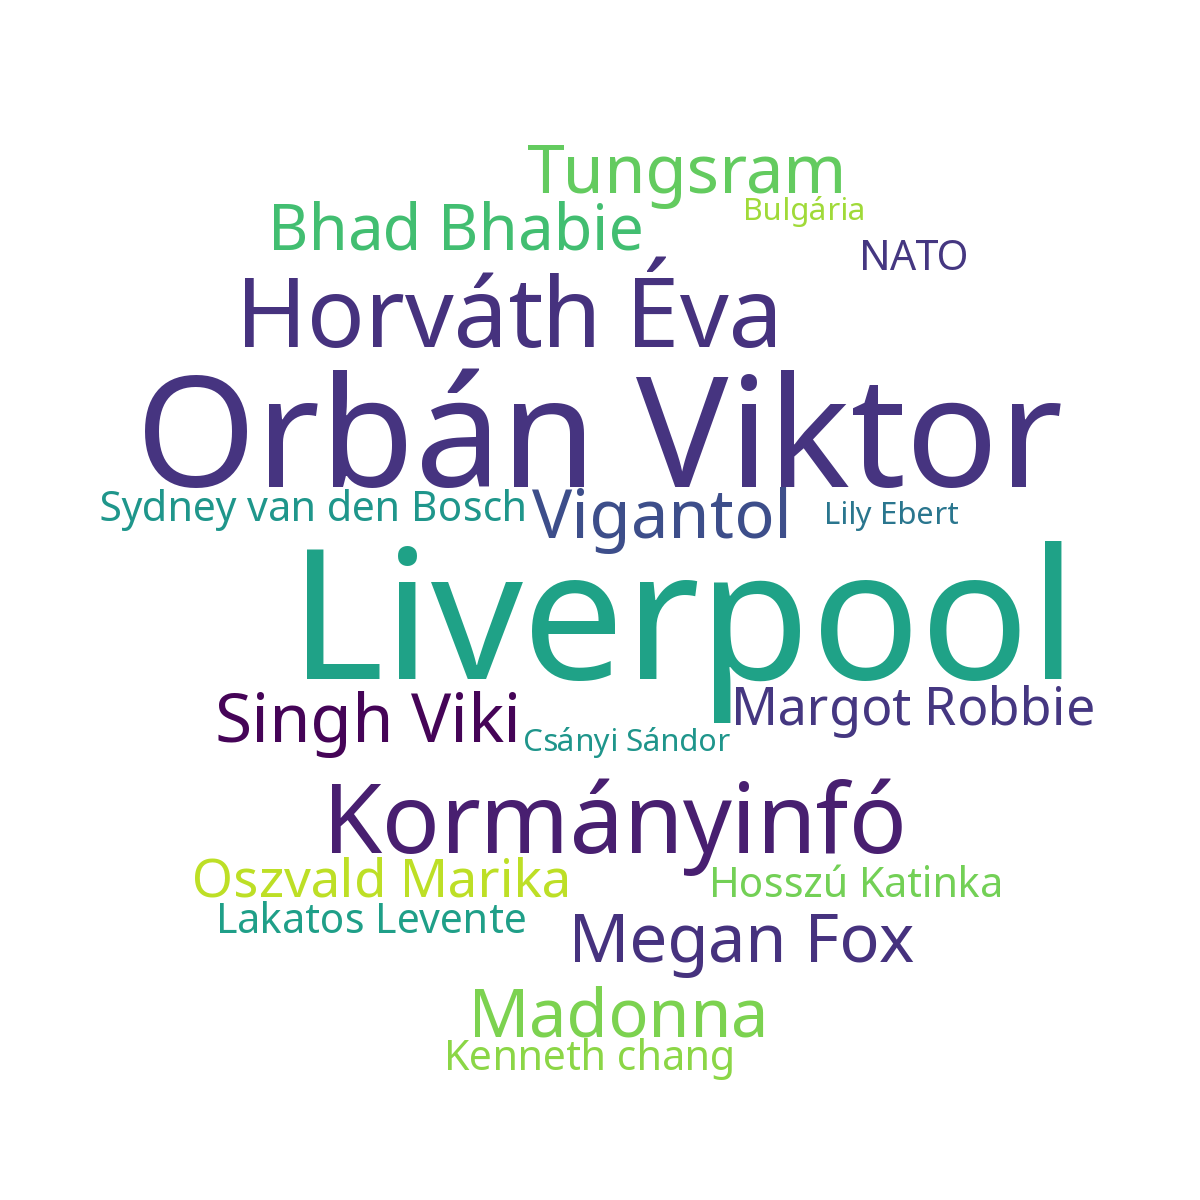 Tungsram
Bhad Bhabie
Bulgária
NATO
Horváth Éva
Orbán Viktor
Sydney van den Bosch
Vigantol
Lily Ebert
Liverpool
Singh Viki
Margot Robbie
Csányi Sándor
Kormányinfó
Oszvald Marika
Hosszú Katinka
Lakatos Levente
Megan Fox
Madonna
Kenneth chang